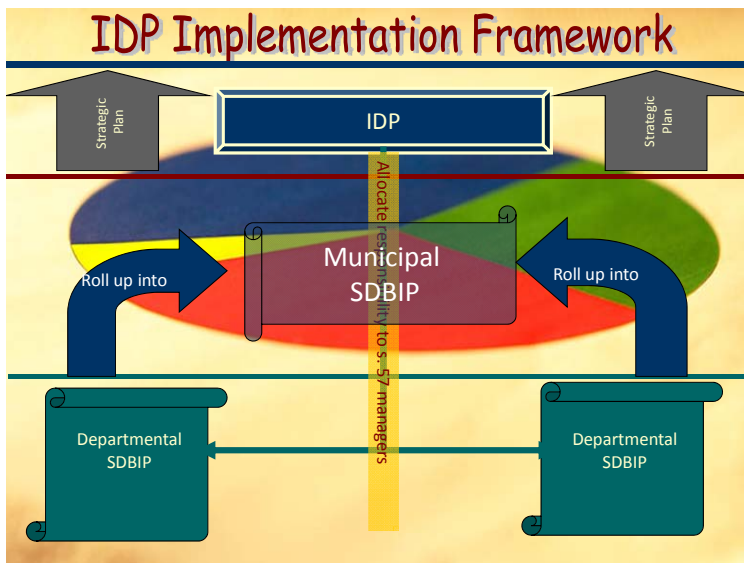 IDP Implementation Framework
Strategic
Plan
IDP
Strategic
Plan
Allocate responsibility to s. 57 managers
Municipal
SDBIP
Roll up into
Roll up into
Departmental
SDBIP
Departmental
SDBIP